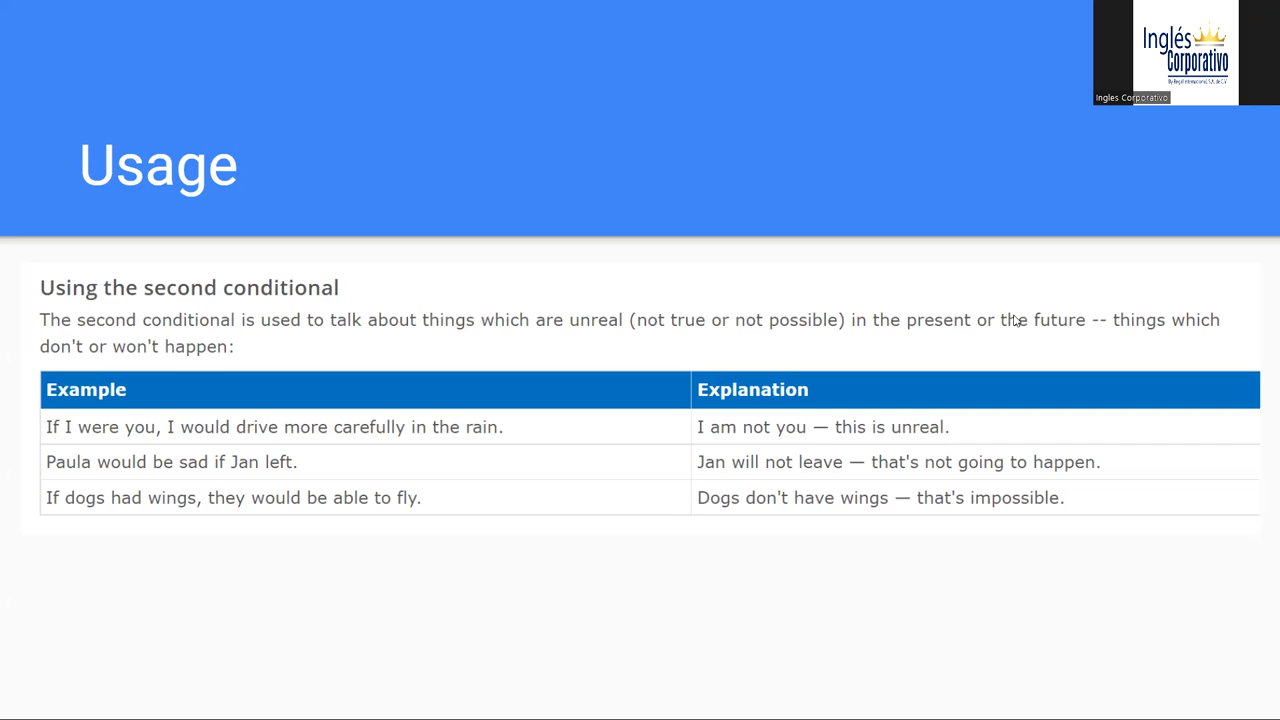 Inglés
Corporativo
Ingles Corporativo
Usage
Using the second conditional
The second conditional is used to talk about things which are unreal (not true or not possible) in the present or the future -- things which
don't or won't happen:
Example Explanation
If I were you, I would drive more carefully in the rain. I am not you — this is unreal.
Paula would be sad if Jan left. Jan will not leave — that's not going to happen.
If dogs had wings, they would be able to fly. Dogs don't have wings — that's impossible.